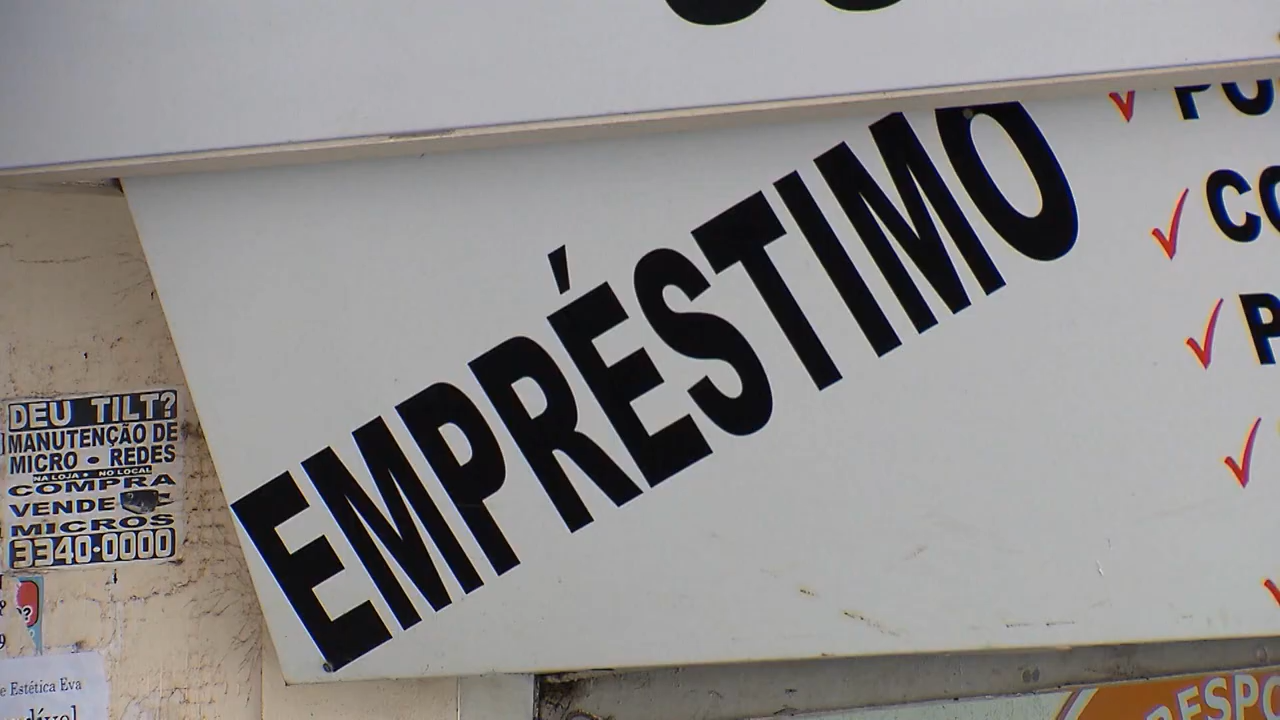 EMPRÉSTIMO
DEU TILT?
MANUTENÇÃO DE
MICRO • REDES
NA LOJA • NO LOCAL
COMPRA
VENDE
MICROS
3340-0000
e Estética Eva